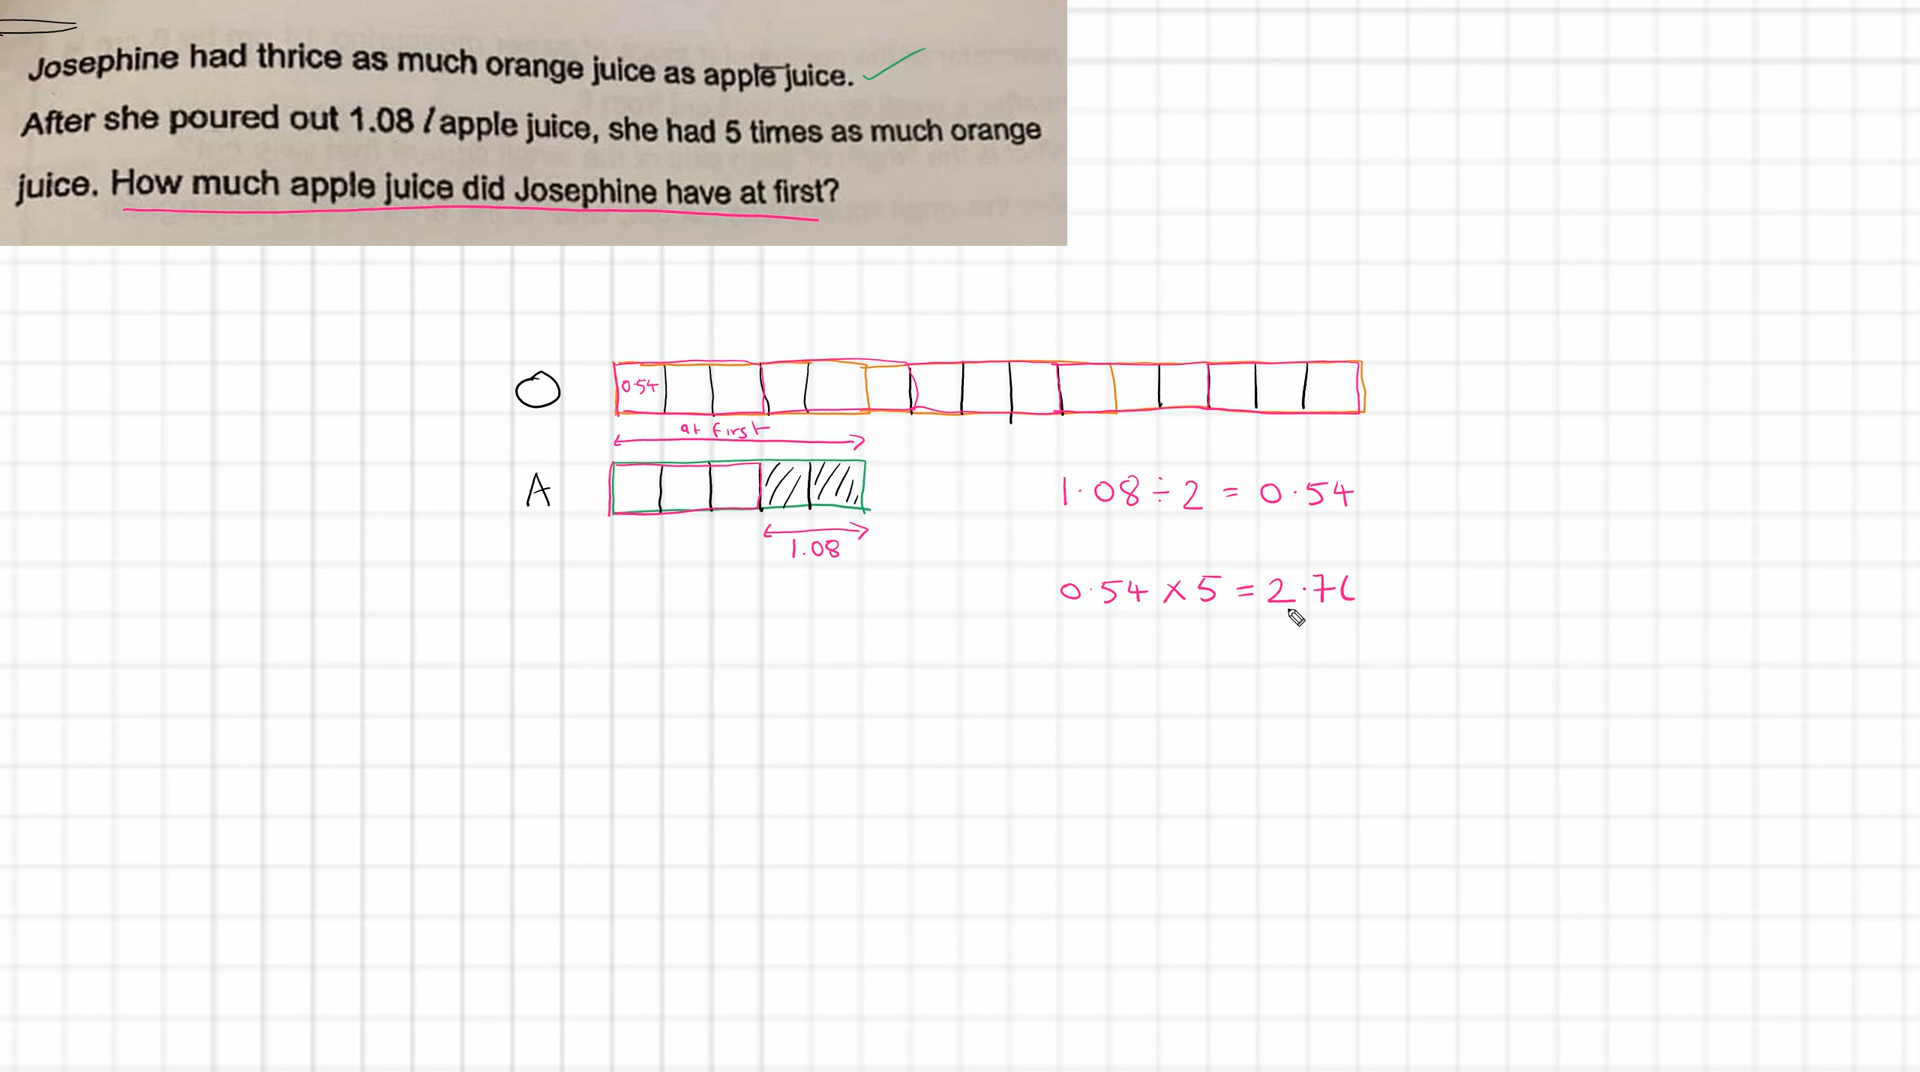 Josephine had thrice as much orange juice as apple juice.
After she poured out 1.08 l apple juice, she had 5 times as much orange
juice. How much apple juice did Josephine have at first?
O
0.54
at first
A
1.08
1.08 ÷ 2 = 0.54
0.54 × 5 = 2.7l